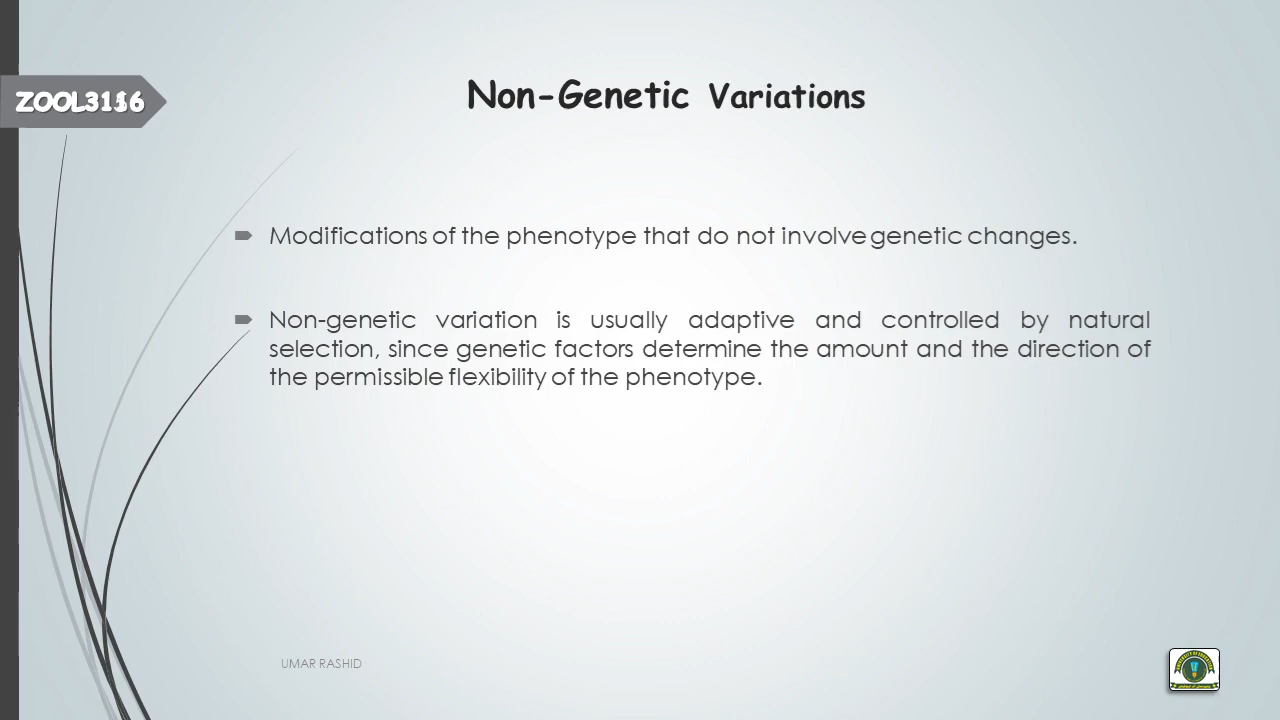 Non-Genetic Variations
Modifications of the phenotype that do not involve genetic changes.
Non-genetic variation is usually adaptive and controlled by natural
selection, since genetic factors determine the amount and the direction of
the permissible flexibility of the phenotype.
UMAR RASHID